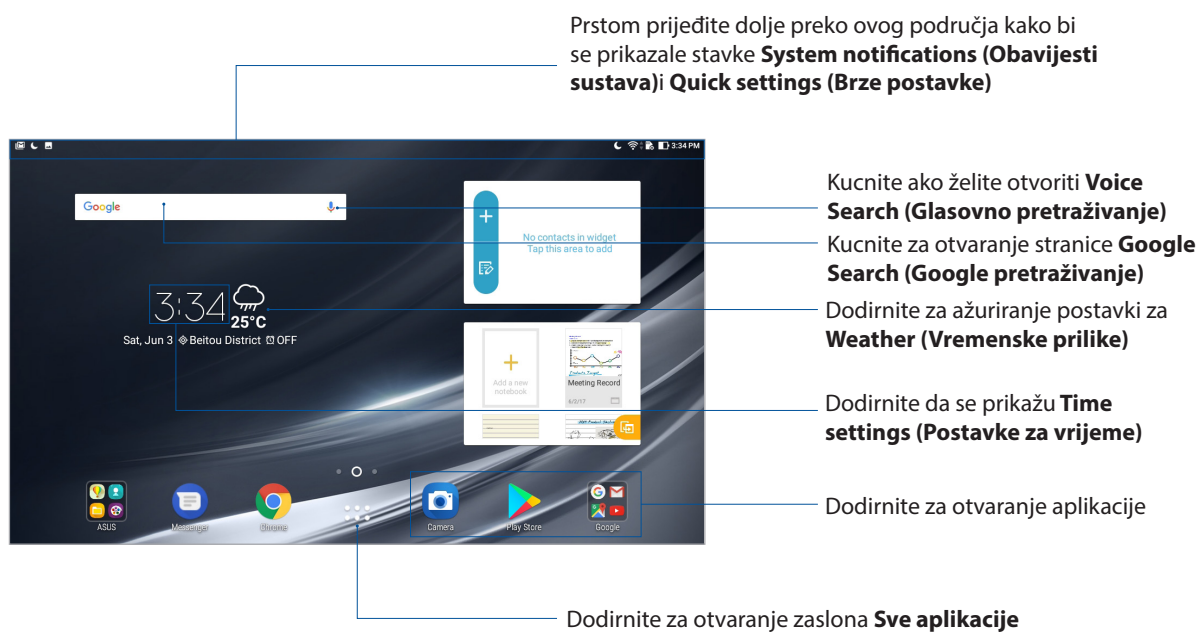 Prstom prijeđite dolje preko ovog područja kako bi
se prikazale stavke System notifications (Obavijesti
sustava)i Quick settings (Brze postavke)
3:34 PM
Google
Kucnite ako želite otvoriti Voice
Search (Glasovno pretraživanje)
Kucnite za otvaranje stranice Google
Search (Google pretraživanje)
No contacts in widget
Tap this area to add
3:34
25°C
Sat, Jun 3 Beitou District OFF
Dodirnite za ažuriranje postavki za
Weather (Vremenske prilike)
Add a new
notebook
Meeting Record
6/2/17
Dodirnite da se prikažu Time
settings (Postavke za vrijeme)
ASUS
Messenger
Chrome
Camera
Play Store
Google
Dodirnite za otvaranje aplikacije
Dodirnite za otvaranje zaslona Sve aplikacije